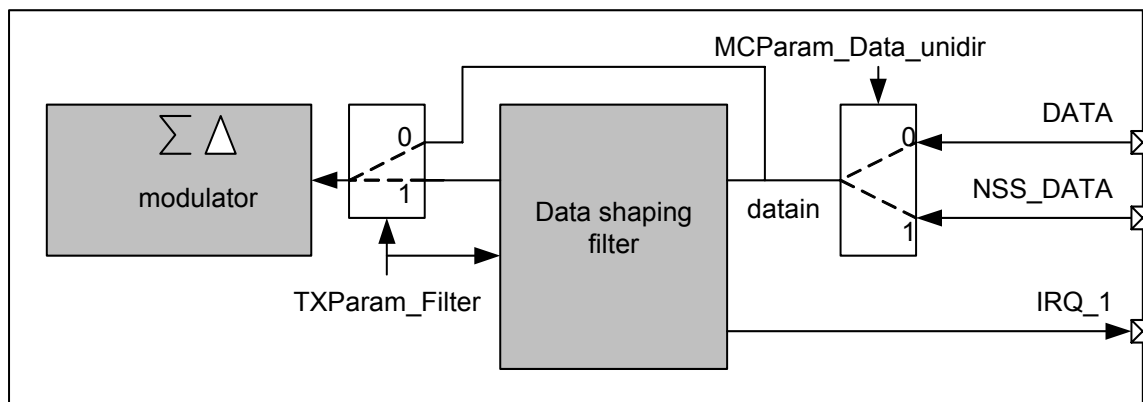 MCParam_Data_unidir
DATA
0
0
∑ Δ
modulator
1
NSS_DATA
datain
Data shaping
filter
1
TXParam_Filter
IRQ_1